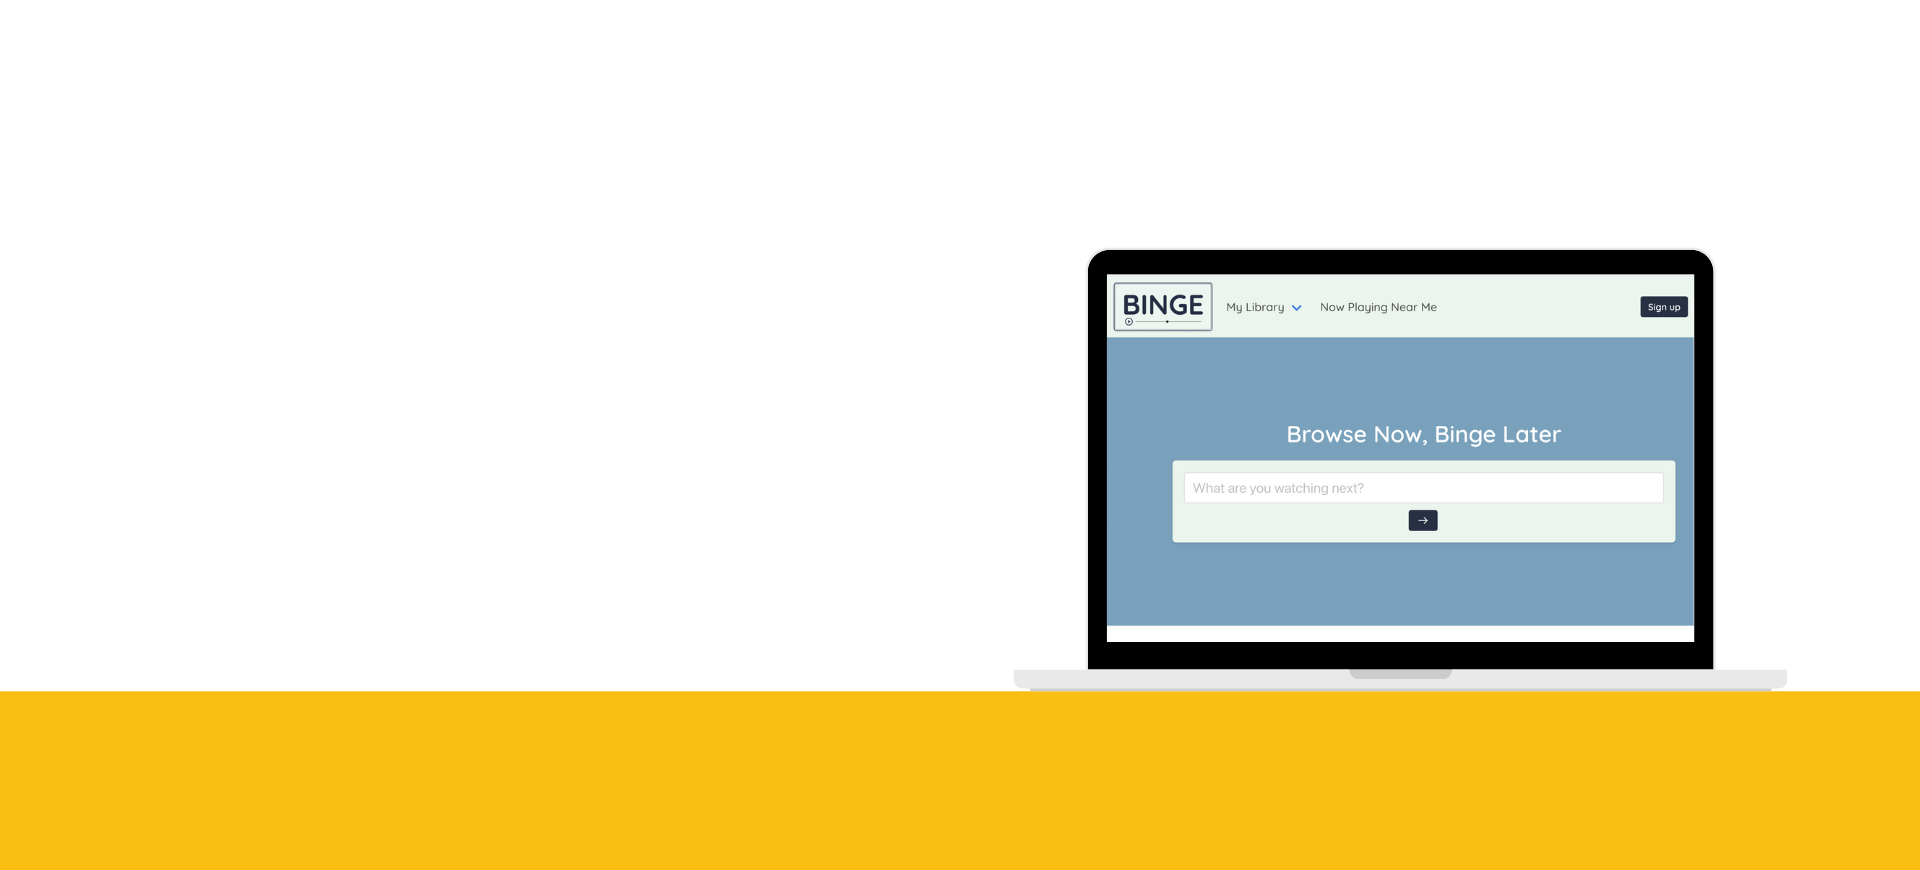 BINGE
My Library
Now Playing Near Me
Sign up
Browse Now, Binge Later
What are you watching next?